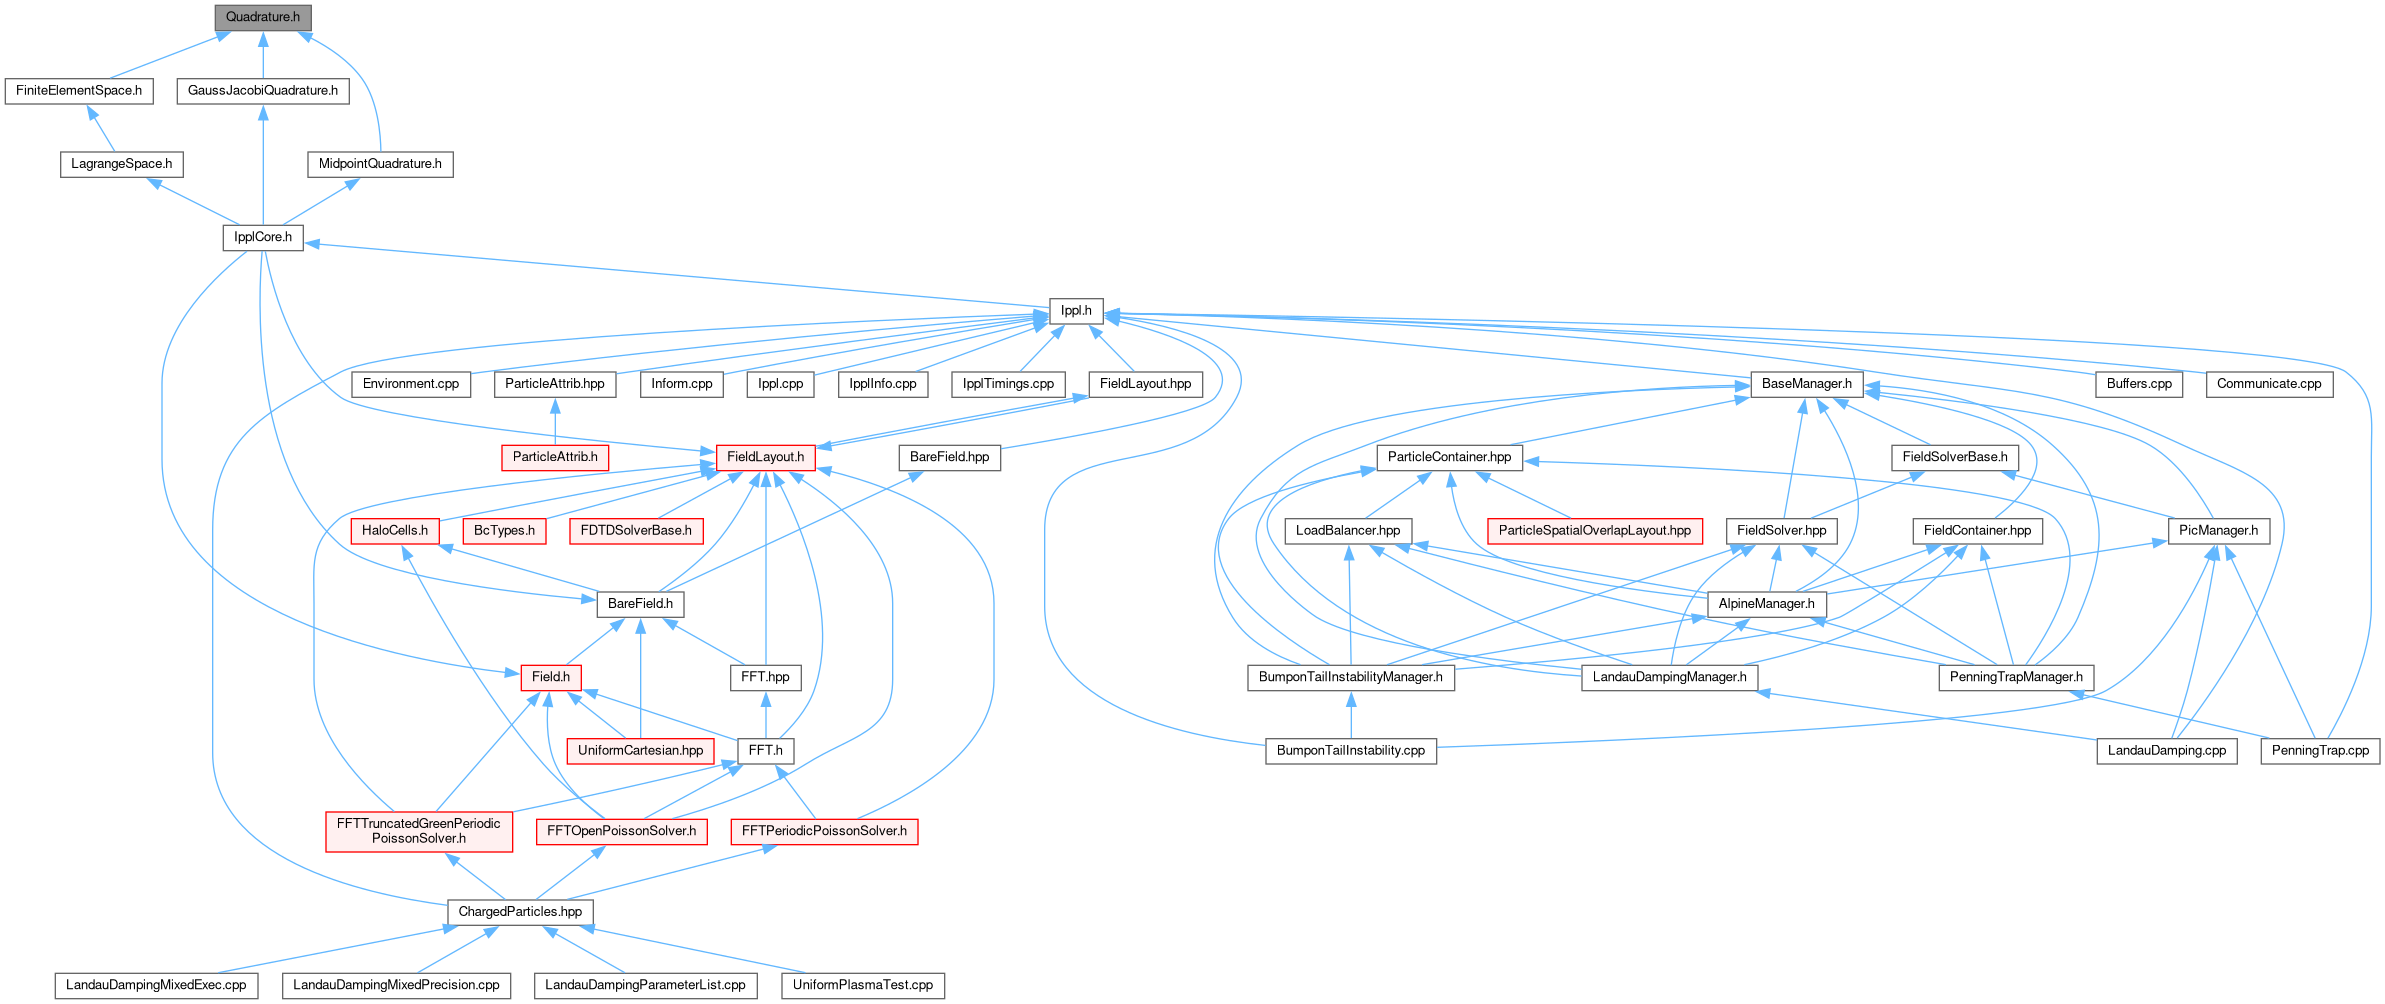 Quadrature.h
FiniteElementSpace.h
GaussJacobiQuadrature.h
LagrangeSpace.h
MidpointQuadrature.h
IpplCore.h
Ippl.h
Environment.cpp
ParticleAttrib.hpp
Inform.cpp
Ippl.cpp
IpplInfo.cpp
IpplTimings.cpp
FieldLayout.hpp
BaseManager.h
Buffers.cpp
Communicate.cpp
ParticleAttrib.h
FieldLayout.h
BareField.hpp
ParticleContainer.hpp
FieldSolverBase.h
HaloCells.h
BcTypes.h
FDTDSolverBase.h
LoadBalancer.hpp
ParticleSpatialOverlapLayout.hpp
FieldSolver.hpp
FieldContainer.hpp
PicManager.h
BareField.h
AlpineManager.h
Field.h
FFT.hpp
BumponTailInstabilityManager.h
LandauDampingManager.h
PenningTrapManager.h
UniformCartesian.hpp
FFT.h
BumponTailInstability.cpp
LandauDamping.cpp
PenningTrap.cpp
FFTTruncatedGreenPeriodic
PoissonSolver.h
FFTOpenPoissonSolver.h
FFTPeriodicPoissonSolver.h
ChargedParticles.hpp
LandauDampingMixedExec.cpp
LandauDampingMixedPrecision.cpp
LandauDampingParameterList.cpp
UniformPlasmaTest.cpp